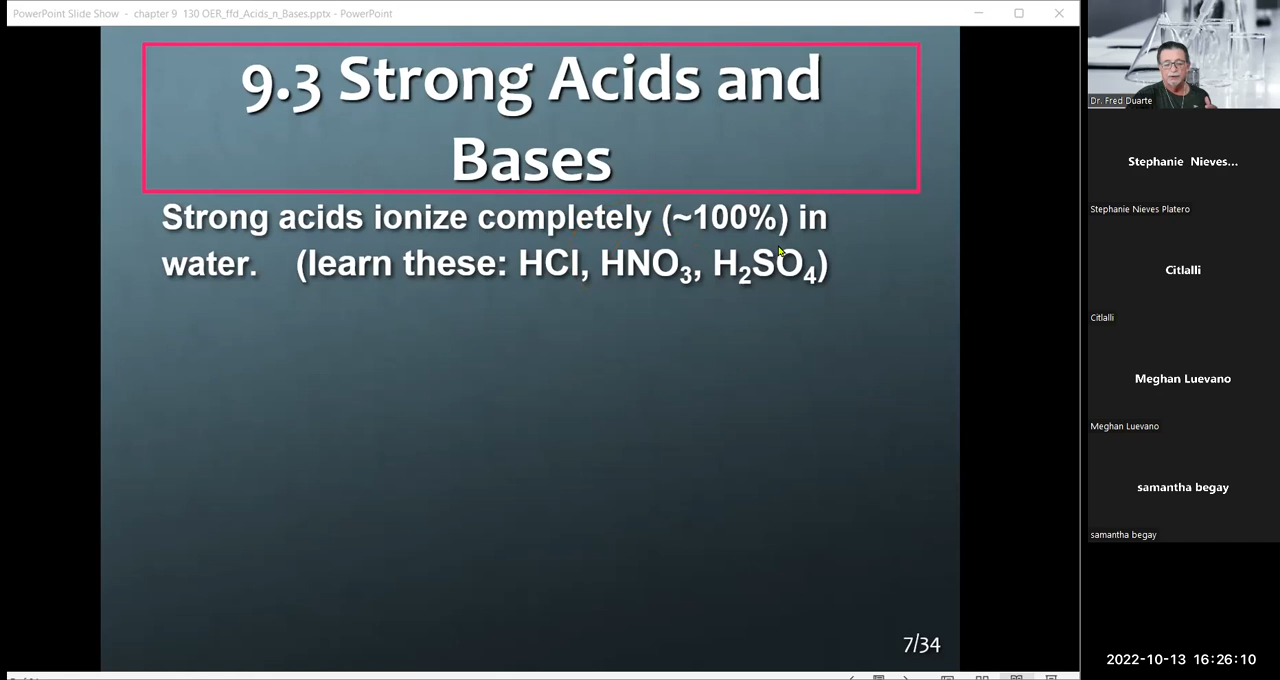 PowerPoint Slide Show - chapter 9 130 OER_ffd_Acids_n_Bases.pptx - PowerPoint
9.3 Strong Acids and
Bases
Strong acids ionize completely (~100%) in
water. (learn these: HCl, HNO₃, H₂SO₄)
7/34
Dr. Fred Duarte
Stephanie Nieves...
Stephanie Nieves Platero
Citlalli
Citlalli
Meghan Luevano
Meghan Luevano
samantha begay
samantha begay
2022-10-13 16:26:10